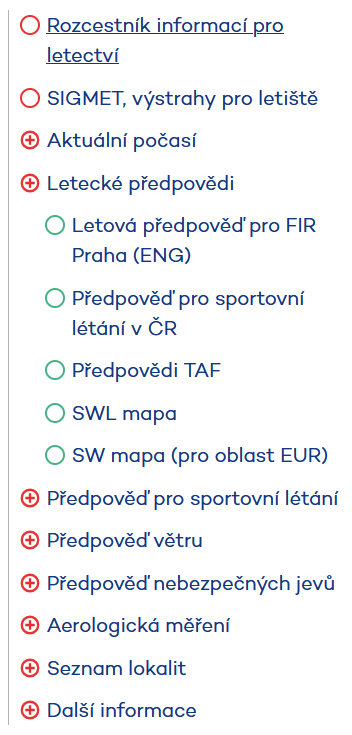 Rozcestník informací pro
letectví
SIGMET, výstrahy pro letiště
Aktuální počasí
Letecké předpovědi
Letová předpověď pro FIR
Praha (ENG)
Předpověď pro sportovní
létání v ČR
Předpovědi TAF
SWL mapa
SW mapa (pro oblast EUR)
Předpověď pro sportovní létání
Předpověď větru
Předpověď nebezpečných jevů
Aerologická měření
Seznam lokalit
Další informace